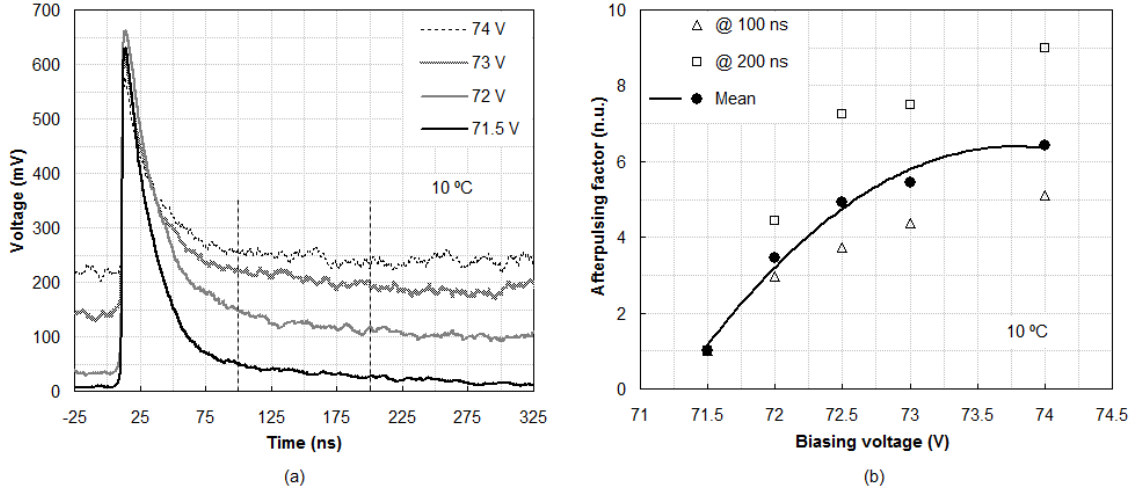 700
600
500
400
300
200
100
0
Voltage (mV)
74 V
73 V
72 V
71.5 V
10 ºC
-25 25 75 125 175 225 275 325
Time (ns)
(a)
10
8
6
4
2
0
Afterpulsing factor (n.u.)
@ 100 ns
@ 200 ns
Mean
10 ºC
71 71.5 72 72.5 73 73.5 74 74.5
Biasing voltage (V)
(b)